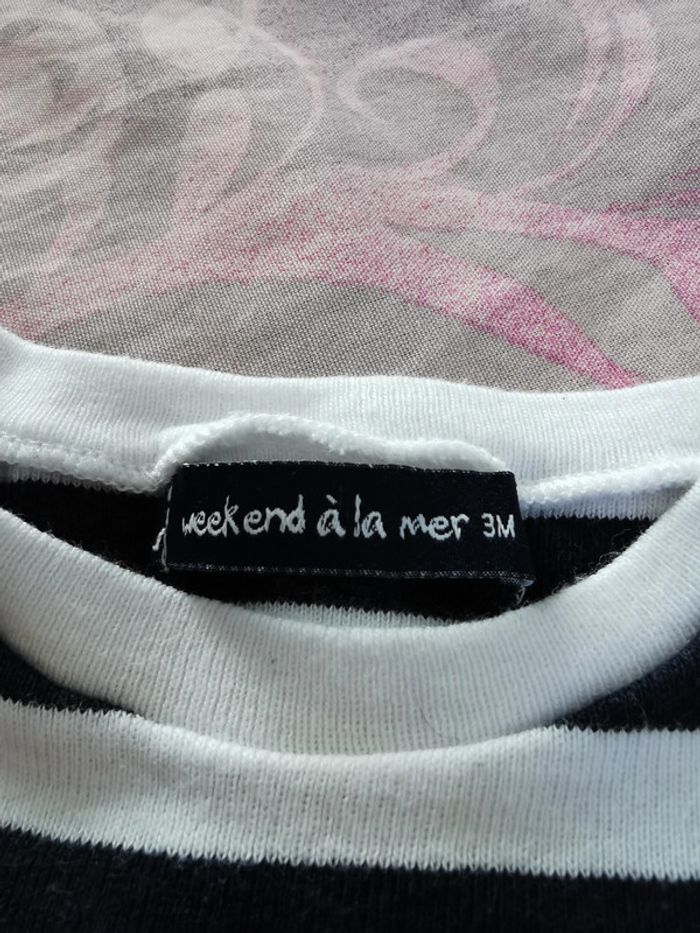 weekend à la mer 3M